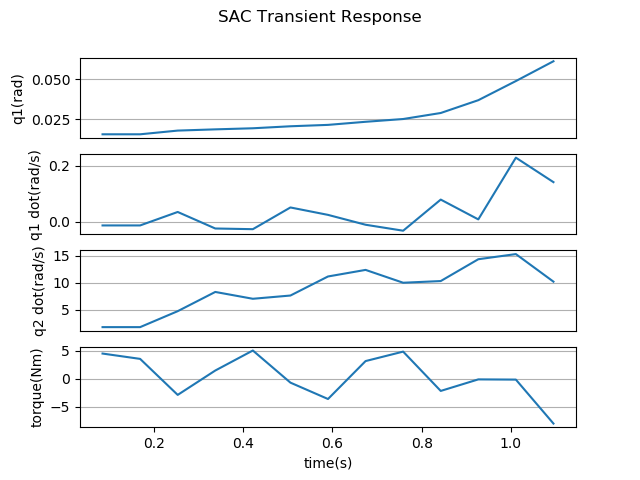 SAC Transient Response
0.050
0.025
q1(rad)
0.2
0.0
q1 dot(rad/s)
15
10
5
q2 dot(rad/s)
5
0
−5
torque(Nm)
0.2 0.4 0.6 0.8 1.0
time(s)